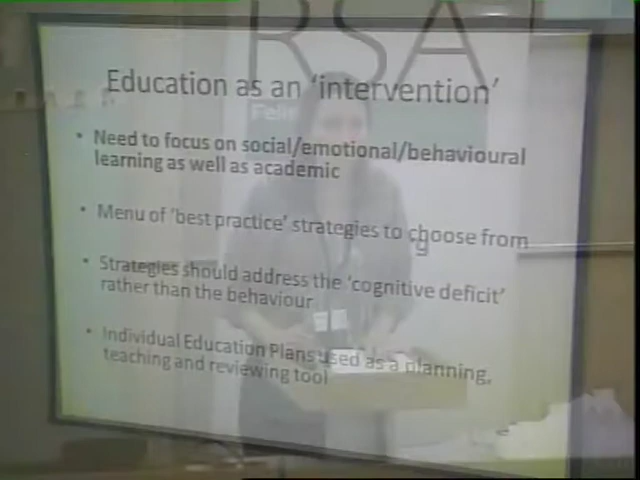 RSA
Education as an 'intervention'
• Need to focus on social/emotional/behavioural
learning as well as academic
• Menu of 'best practice' strategies to choose from
• Strategies should address the 'cognitive deficit'
rather than the behaviour
• Individual Education Plans used as a planning,
teaching and reviewing tool